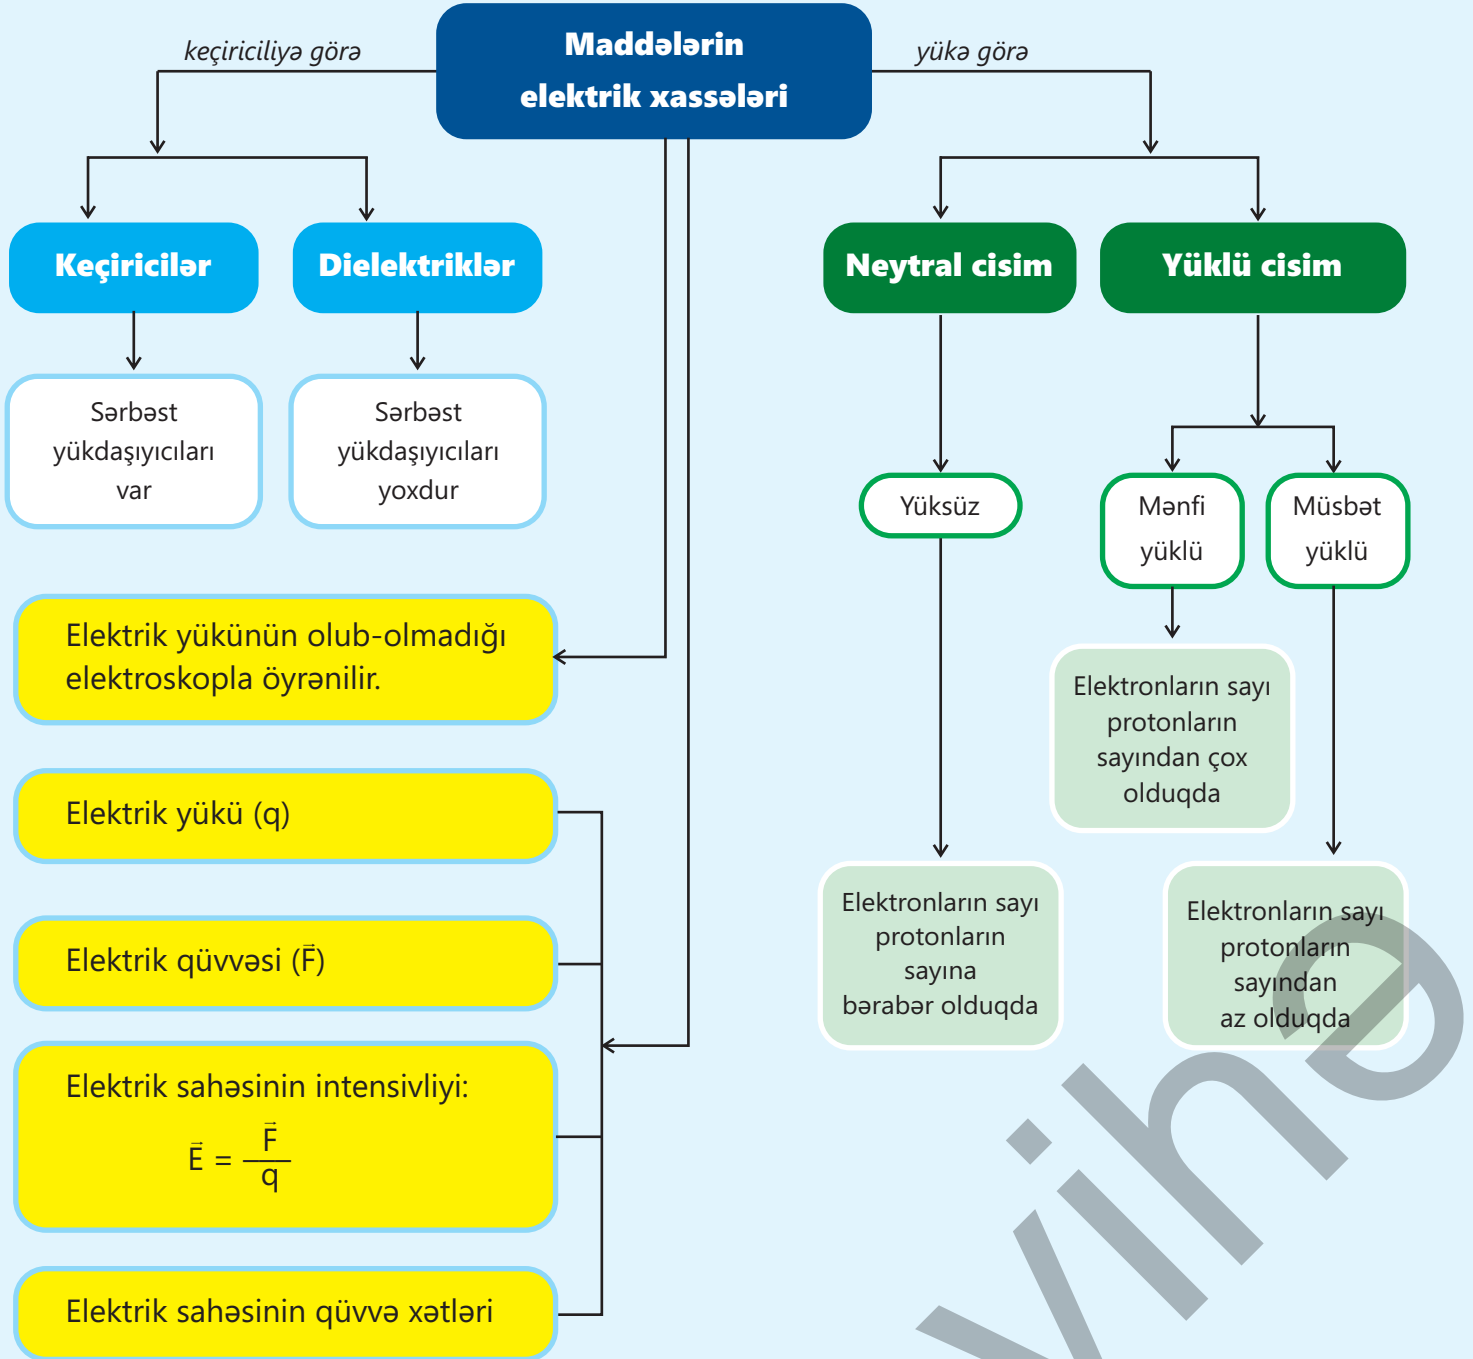 Maddələrin
elektrik xassələri
keçiriciliyə görə
yükə görə
Keçiricilər
Dielektriklər
Neytral cisim
Yüklü cisim
Sərbəst
yükdaşıyıcıları
var
Sərbəst
yükdaşıyıcıları
yoxdur
Yüksüz
Mənfi
yüklü
Müsbət
yüklü
Elektrik yükünün olub-olmadığı
elektroskopla öyrənilir.
Elektronların sayı
protonların
sayından çox
olduqda
Elektrik yükü (q)
Elektronların sayı
protonların
sayına
bərabər olduqda
Elektronların sayı
protonların
sayından
az olduqda
Elektrik qüvvəsi (F⃗)
Elektrik sahəsinin intensivliyi:
E⃗ = F⃗/q
Elektrik sahəsinin qüvvə xətləri